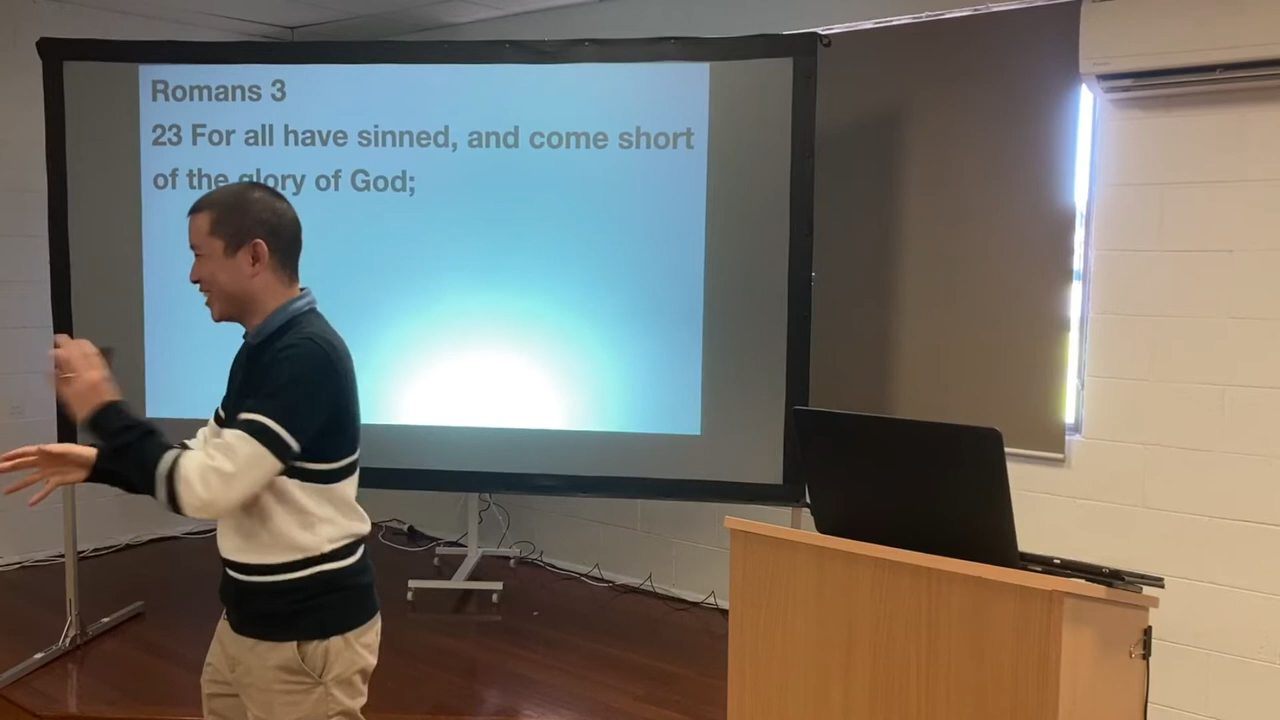 Romans 3
23 For all have sinned, and come short
of the glory of God;